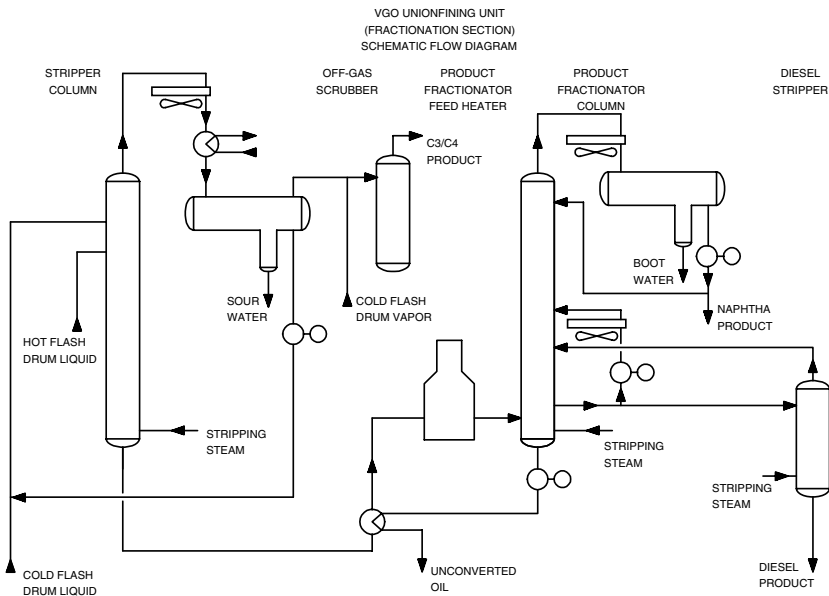 VGO UNIONFINING UNIT
(FRACTIONATION SECTION)
SCHEMATIC FLOW DIAGRAM
STRIPPER
COLUMN
OFF-GAS
SCRUBBER
PRODUCT
FRACTIONATOR
FEED HEATER
PRODUCT
FRACTIONATOR
COLUMN
DIESEL
STRIPPER
C3/C4
PRODUCT
SOUR
WATER
COLD FLASH
DRUM VAPOR
BOOT
WATER
NAPHTHA
PRODUCT
HOT FLASH
DRUM LIQUID
STRIPPING
STEAM
STRIPPING
STEAM
STRIPPING
STEAM
COLD FLASH
DRUM LIQUID
UNCONVERTED
OIL
DIESEL
PRODUCT